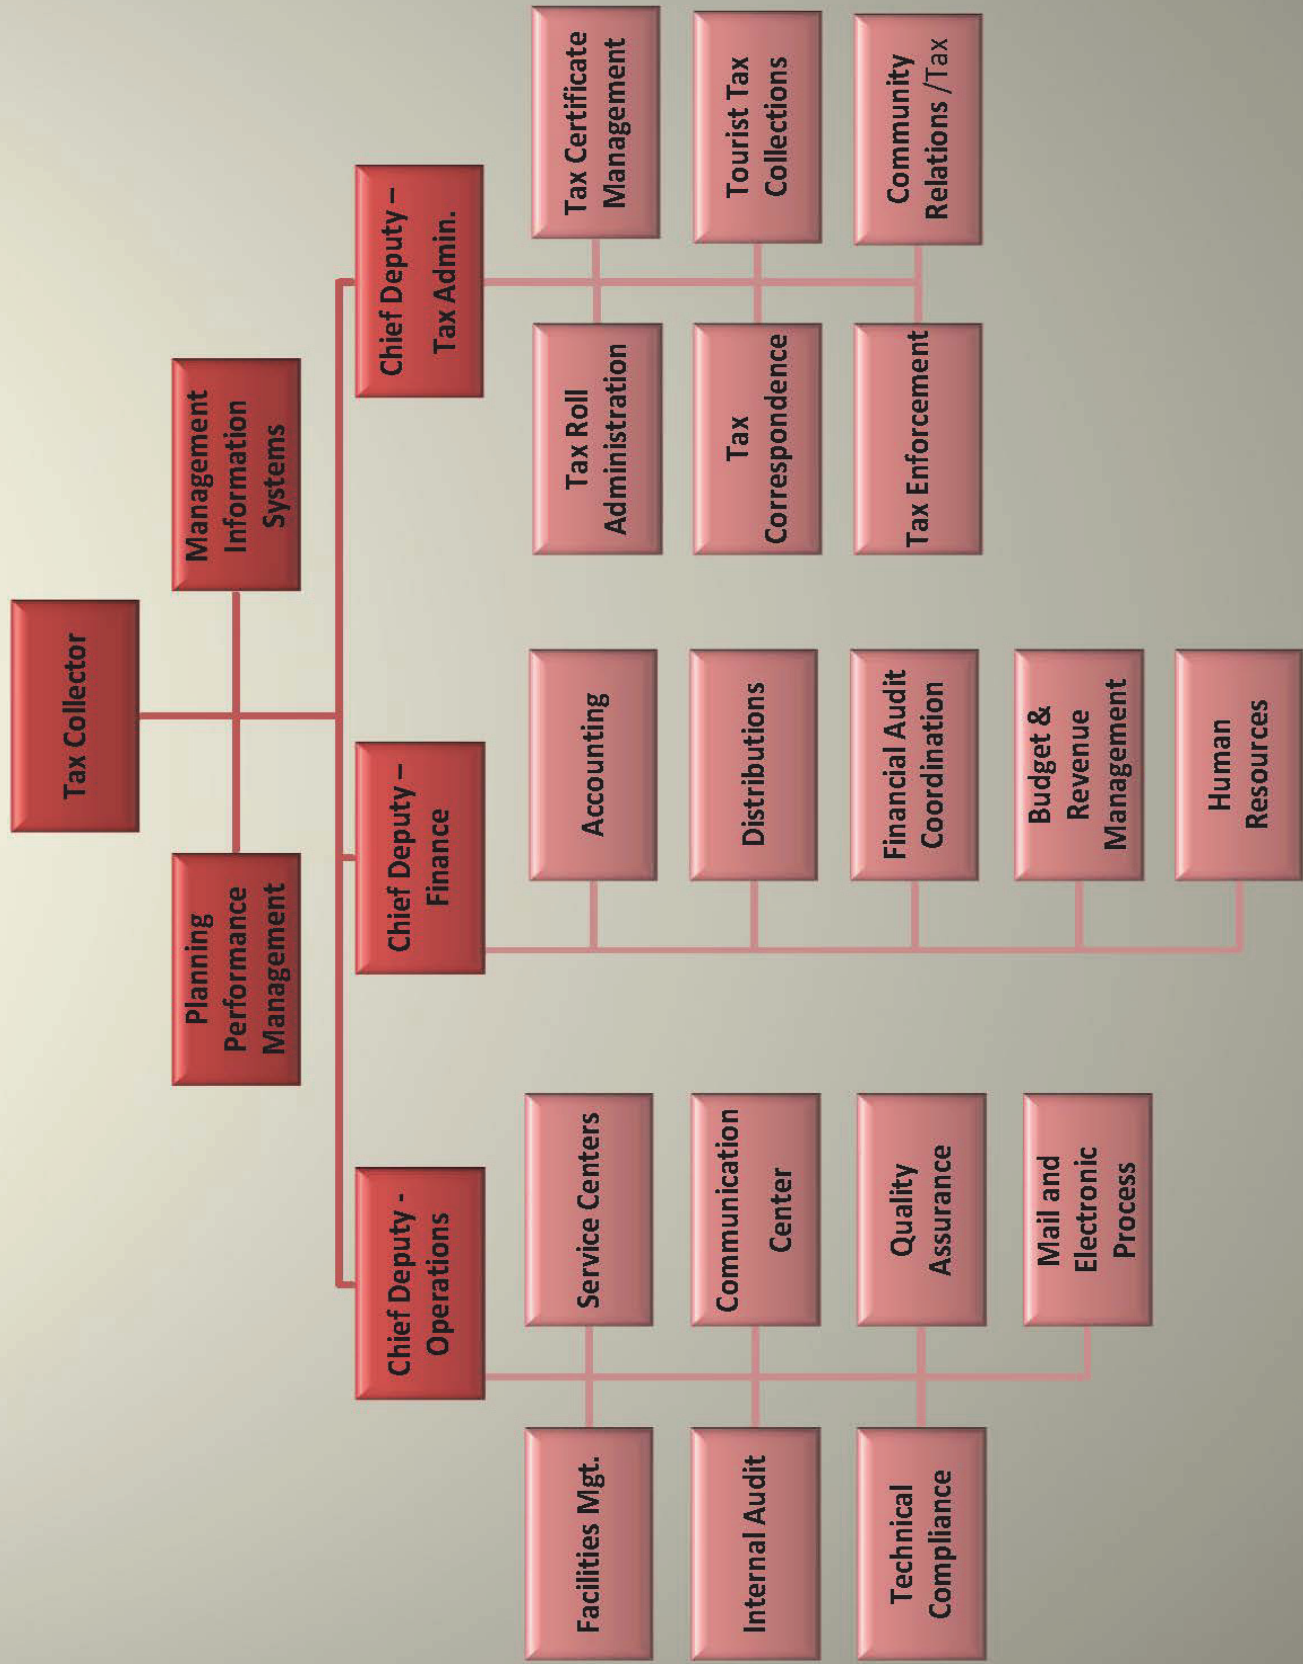 Tax Collector
Planning
Performance
Management
Management
Information
Systems
Chief Deputy -
Operations
Chief Deputy –
Finance
Chief Deputy –
Tax Admin.
Facilities Mgt.
Service Centers
Internal Audit
Communication
Center
Technical
Compliance
Quality
Assurance
Mail and
Electronic
Process
Accounting
Distributions
Financial Audit
Coordination
Budget &
Revenue
Management
Human
Resources
Tax Roll
Administration
Tax Certificate
Management
Tax
Correspondence
Tourist Tax
Collections
Tax Enforcement
Community
Relations /Tax